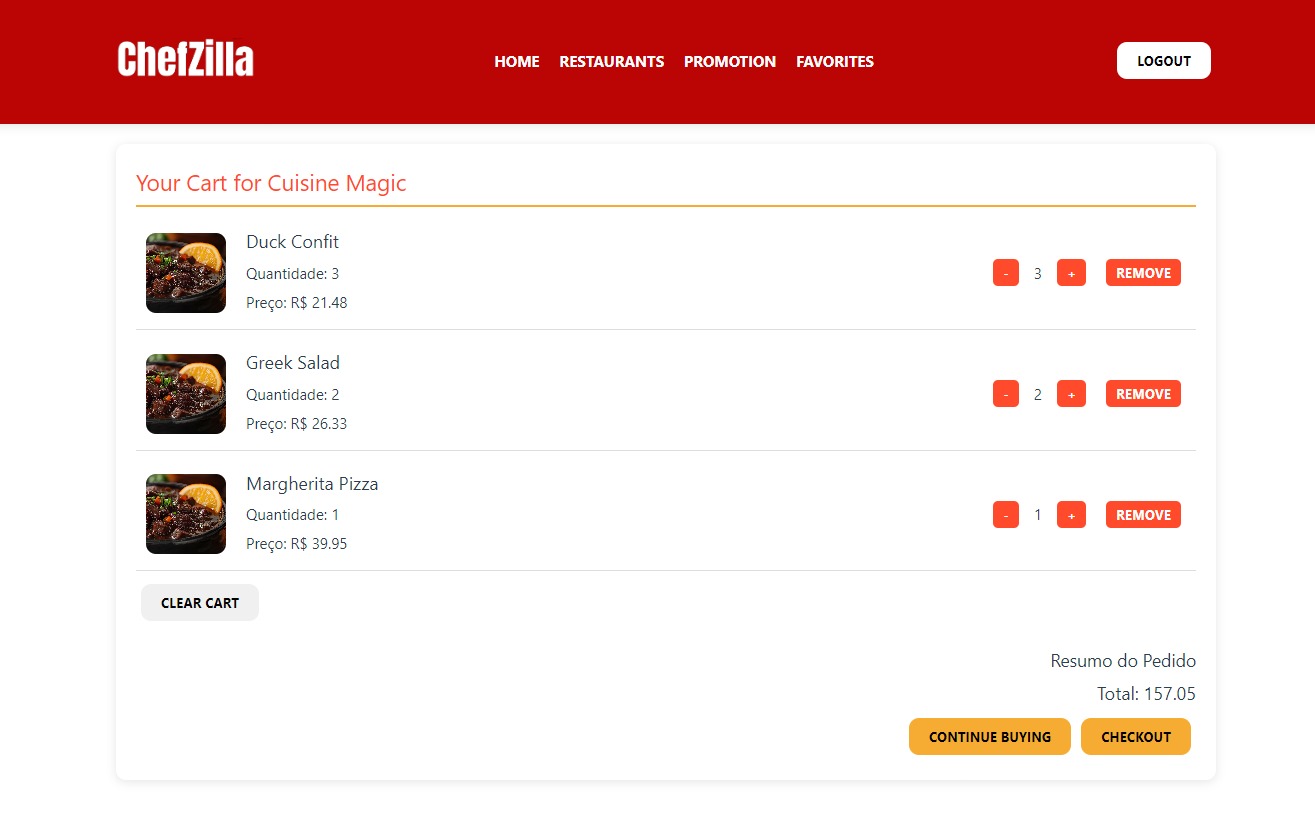 ChefZilla
HOME RESTAURANTS PROMOTION FAVORITES
LOGOUT
Your Cart for Cuisine Magic
Duck Confit
Quantidade: 3
Preço: R$ 21.48
- 3 + REMOVE
Greek Salad
Quantidade: 2
Preço: R$ 26.33
- 2 + REMOVE
Margherita Pizza
Quantidade: 1
Preço: R$ 39.95
- 1 + REMOVE
CLEAR CART
Resumo do Pedido
Total: 157.05
CONTINUE BUYING CHECKOUT